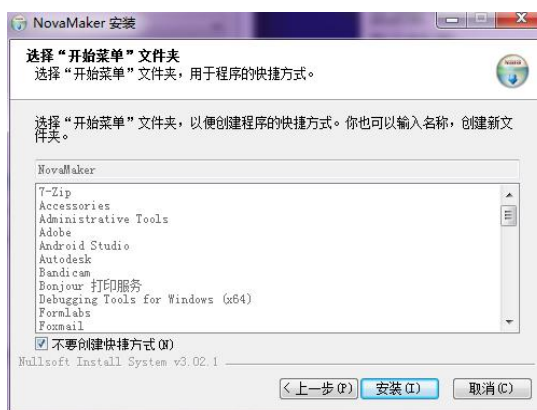 NovaMaker 安装
选择“开始菜单”文件夹
选择“开始菜单”文件夹，用于程序的快捷方式。
选择“开始菜单”文件夹，以便创建程序的快捷方式。你也可以输入名称，创建新文
件夹。
NovaMaker
7-Zip
Accessories
Administrative Tools
Adobe
Android Studio
Autodesk
Bandicam
Bonjour 打印服务
Debugging Tools for Windows (x64)
Formlabs
Foxmail
不要创建快捷方式(N)
Nullsoft Install System v3.02.1
< 上一步(P)
安装(I)
取消(C)